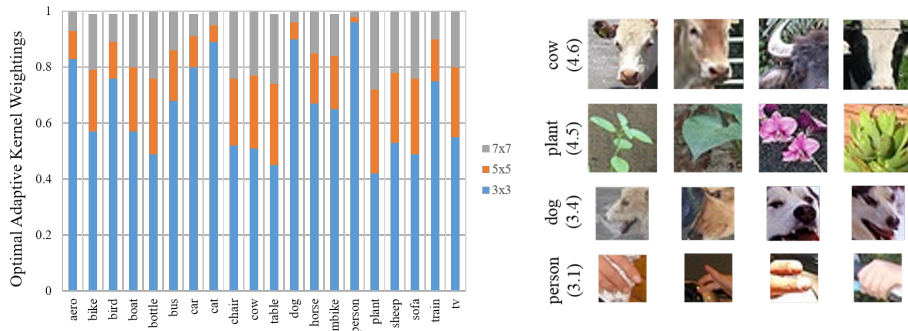 Optimal Adaptive Kernel Weightings
1
0.8
0.6
0.4
0.2
0
aero
bike
bird
boat
bottle
bus
car
cat
chair
cow
table
dog
horse
mbike
person
plant
sheep
sofa
train
tv
7x7
5x5
3x3
cow
(4.6)
plant
(4.5)
dog
(3.4)
person
(3.1)